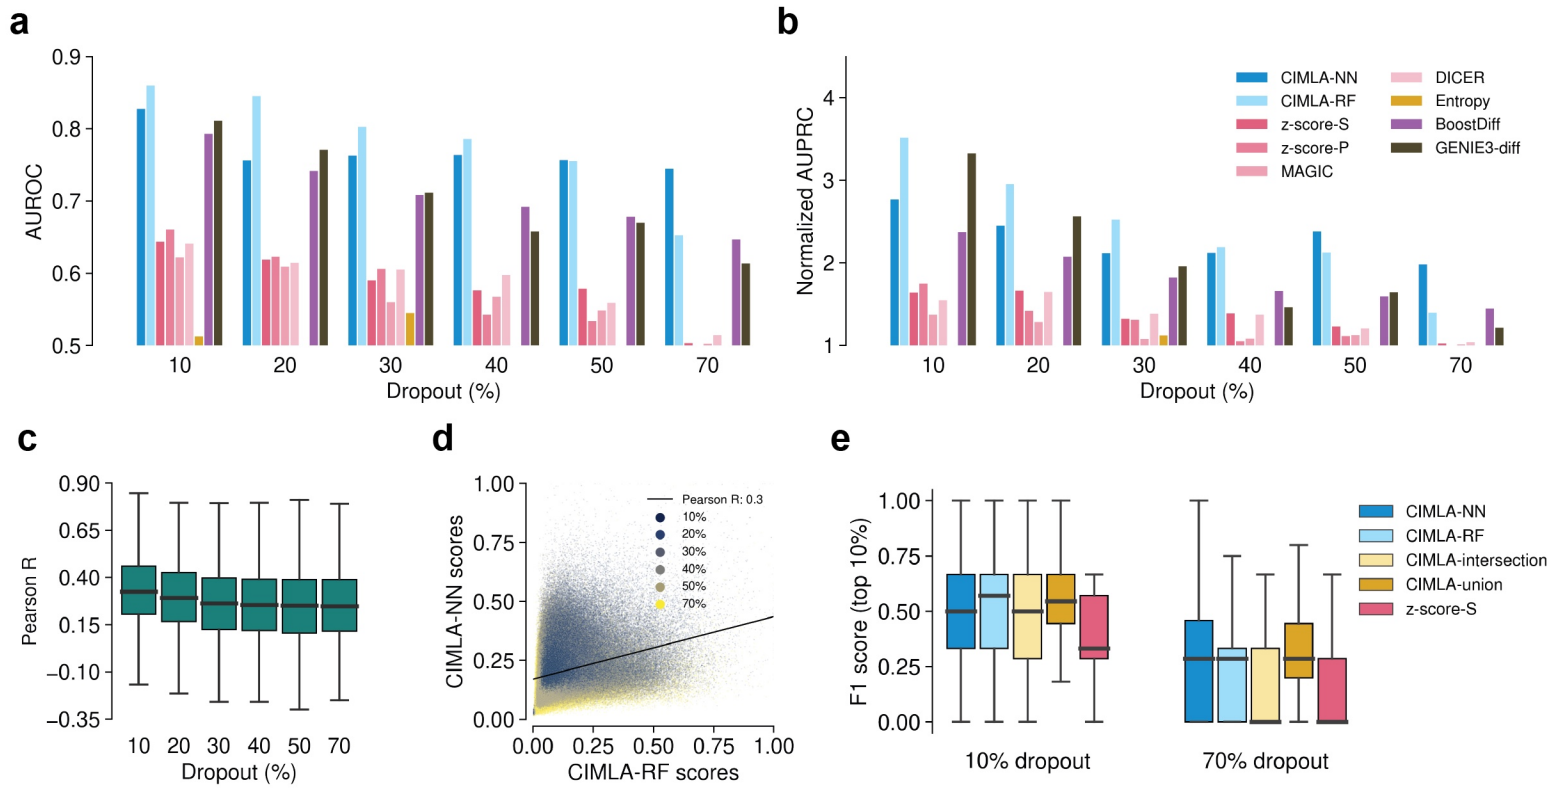 a
0.9
0.8
0.7
0.6
0.5
AUROC
10 20 30 40 50 70
Dropout (%)
b
4
3
2
1
Normalized AUPRC
10 20 30 40 50 70
Dropout (%)
CIMLA-NN
CIMLA-RF
z-score-S
z-score-P
MAGIC
DICER
Entropy
BoostDiff
GENIE3-diff
c
0.90
0.65
0.40
0.15
−0.10
−0.35
Pearson R
10 20 30 40 50 70
Dropout (%)
d
1.00
0.75
0.50
0.25
0.00
CIMLA-NN scores
Pearson R: 0.3
10%
20%
30%
40%
50%
70%
0.00 0.25 0.50 0.75 1.00
CIMLA-RF scores
e
1.00
0.75
0.50
0.25
0.00
F1 score (top 10%)
10% dropout 70% dropout
CIMLA-NN
CIMLA-RF
CIMLA-intersection
CIMLA-union
z-score-S